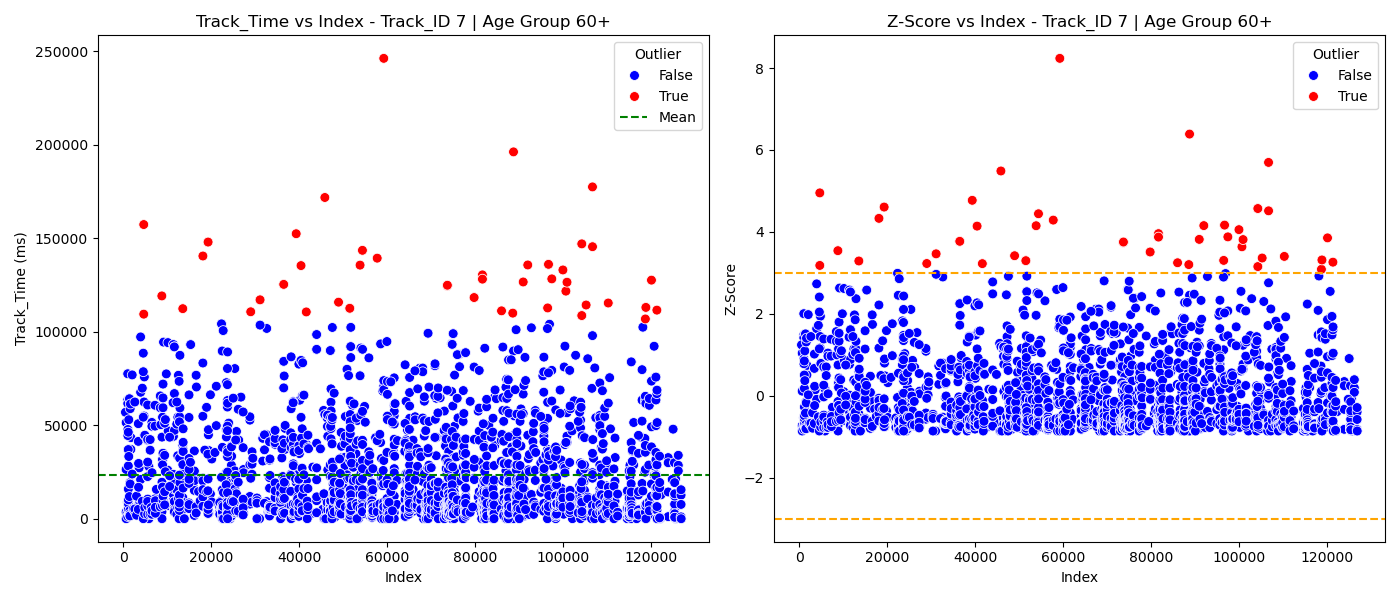 Track_Time vs Index - Track_ID 7 | Age Group 60+
Outlier
False
True
Mean
Track_Time (ms)
250000
200000
150000
100000
50000
0
0
20000
40000
60000
80000
100000
120000
Index
Z-Score vs Index - Track_ID 7 | Age Group 60+
Outlier
False
True
Z-Score
8
6
4
2
0
−2
0
20000
40000
60000
80000
100000
120000
Index